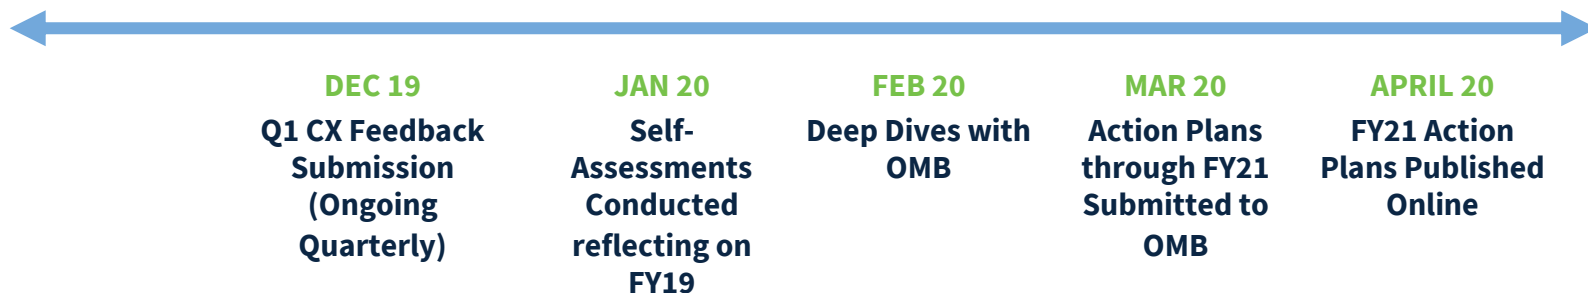 DEC 19
Q1 CX Feedback
Submission
(Ongoing
Quarterly)
JAN 20
Self-
Assessments
Conducted
reflecting on
FY19
FEB 20
Deep Dives with
OMB
MAR 20
Action Plans
through FY21
Submitted to
OMB
APRIL 20
FY21 Action
Plans Published
Online